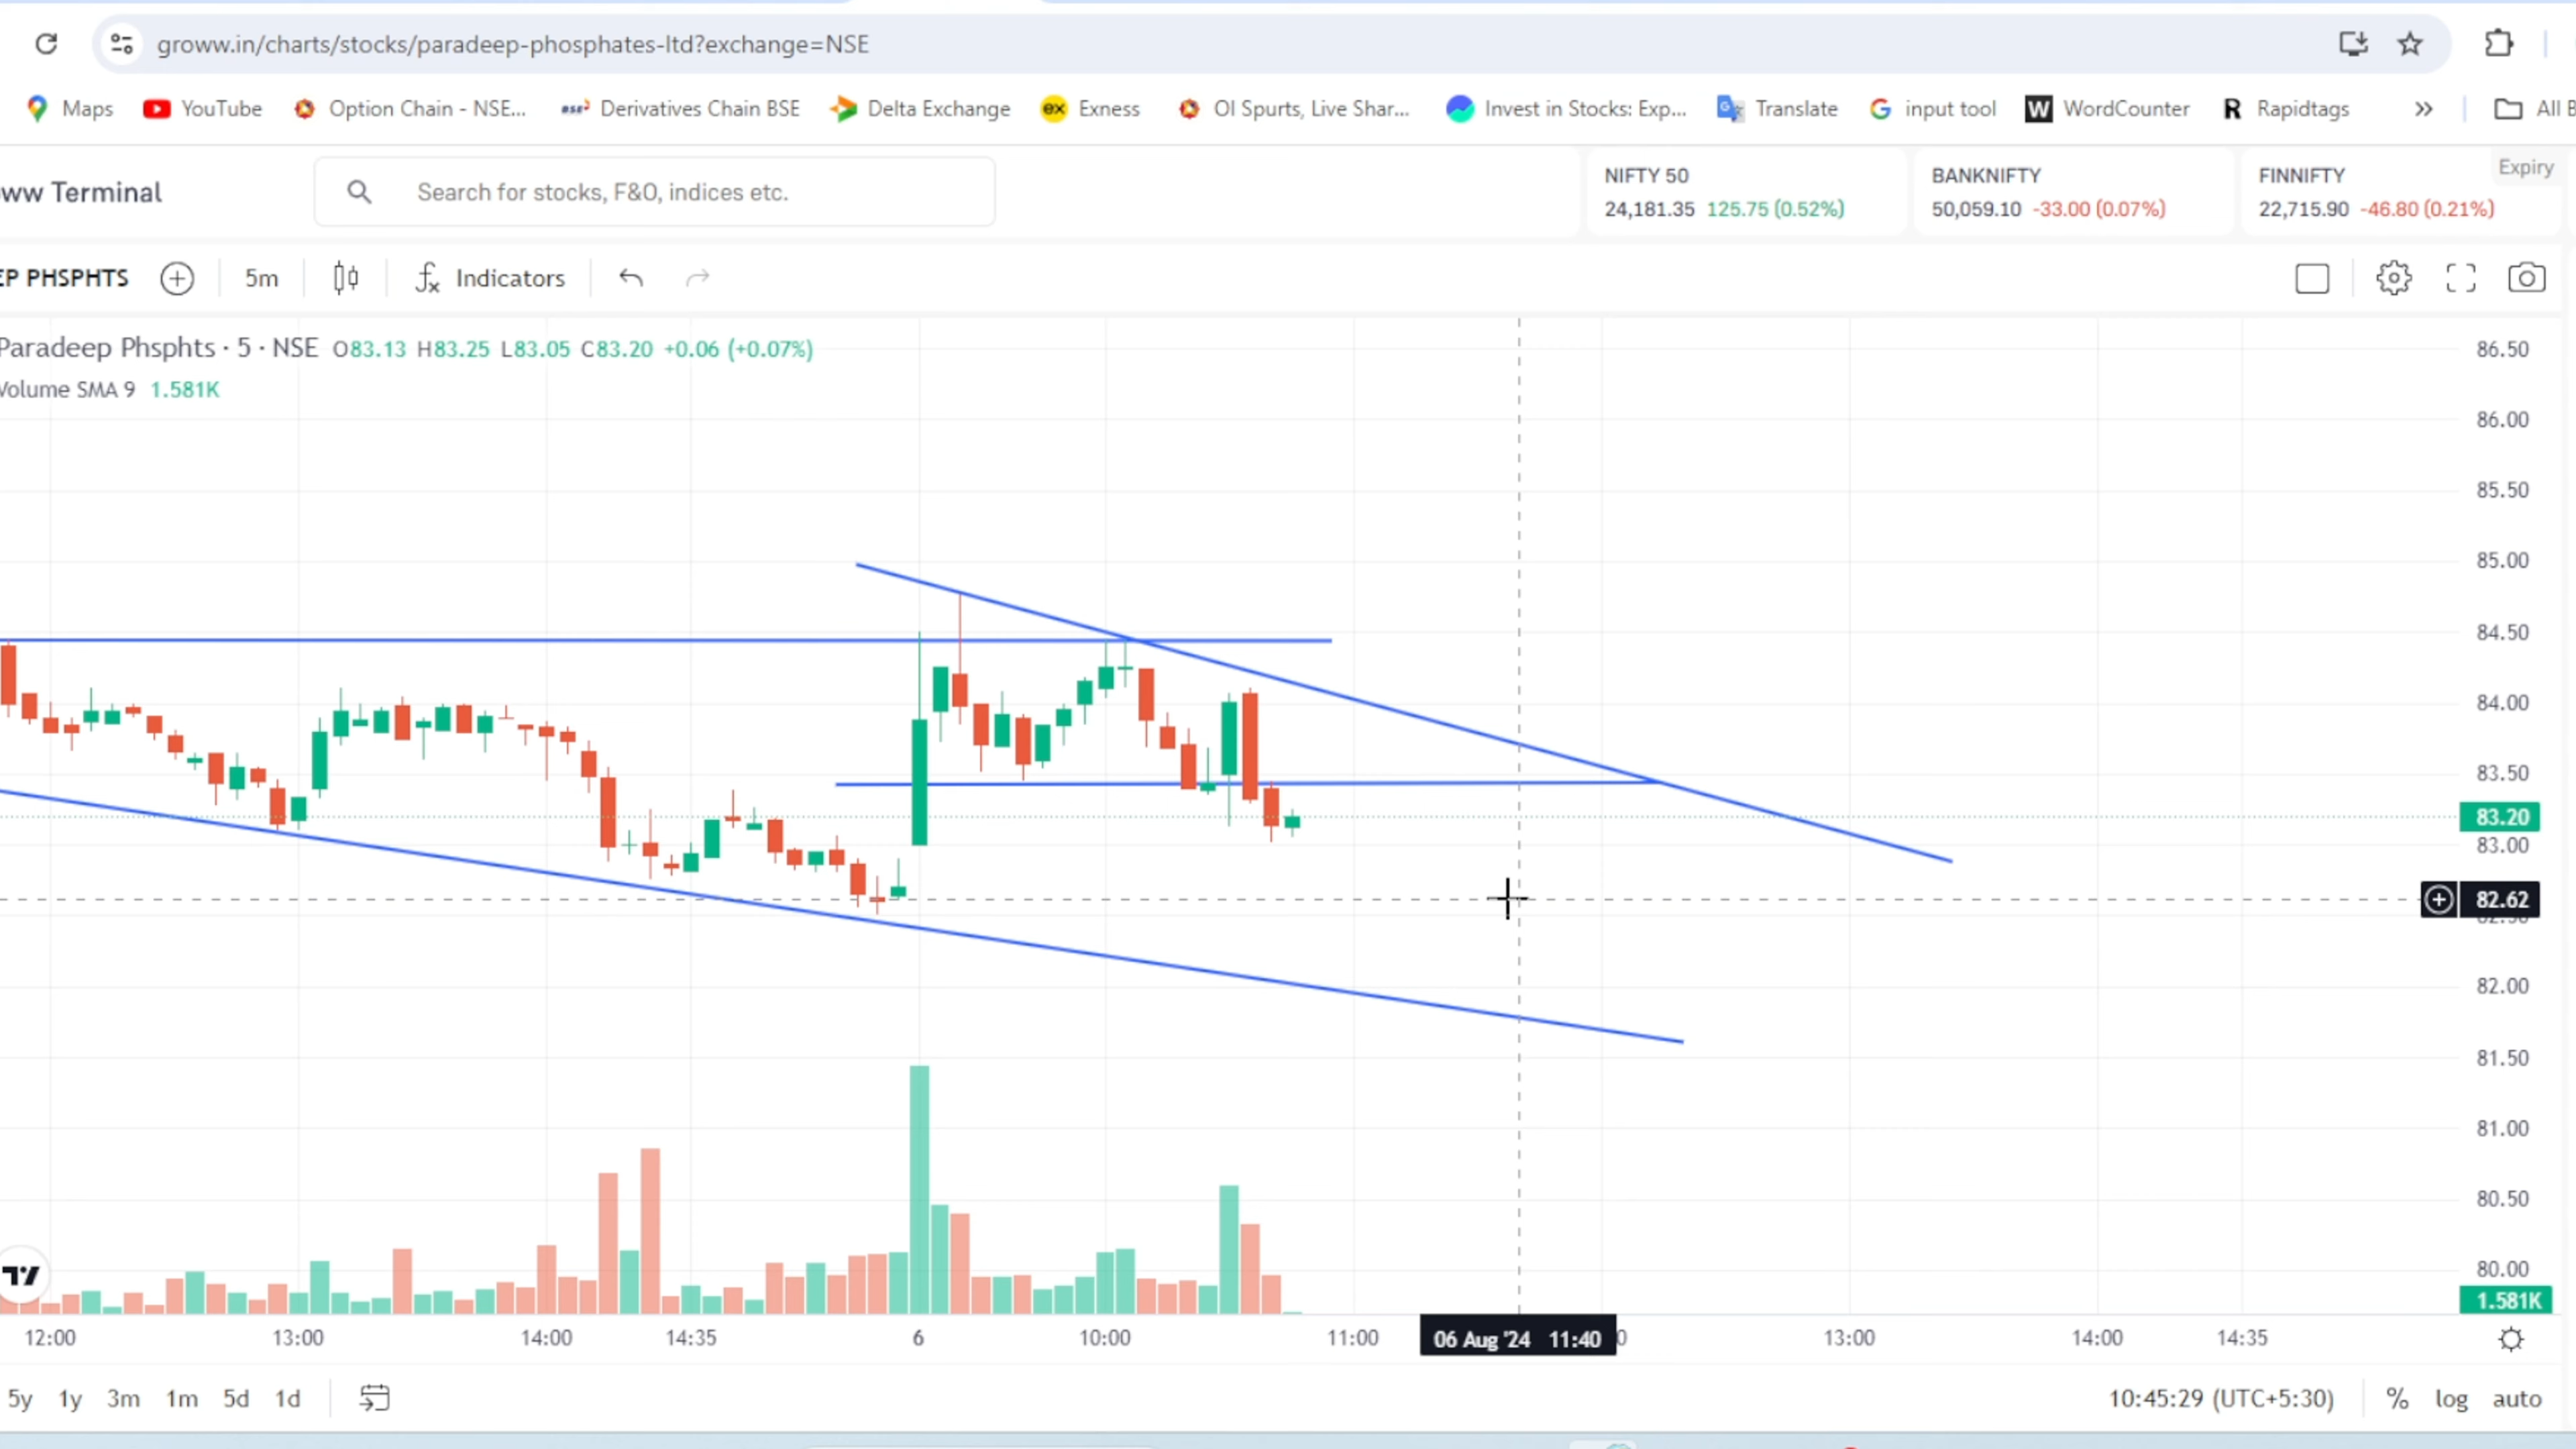 groww.in/charts/stocks/paradeep-phosphates-ltd?exchange=NSE
Maps YouTube Option Chain - NSE... BSE Derivatives Chain BSE Delta Exchange ex Exness OI Spurts, Live Shar... Invest in Stocks: Exp... Translate G input tool W WordCounter R Rapidtags » All B
ww Terminal Search for stocks, F&O, indices etc. NIFTY 50 BANKNIFTY FINNIFTY Expiry
24,181.35 125.75 (0.52%) 50,059.10 -33.00 (0.07%) 22,715.90 -46.80 (0.21%)
EP PHSPHTS 5m Indicators
Paradeep Phsphts · 5 · NSE O83.13 H83.25 L83.05 C83.20 +0.06 (+0.07%)
Volume SMA 9 1.581K
86.50
86.00
85.50
85.00
84.50
84.00
83.50
83.20
83.00
82.62
82.00
81.50
81.00
80.50
80.00
1.581K
12:00 13:00 14:00 14:35 6 10:00 11:00 06 Aug '24 11:40 0 13:00 14:00 14:35
5y 1y 3m 1m 5d 1d 10:45:29 (UTC+5:30) % log auto